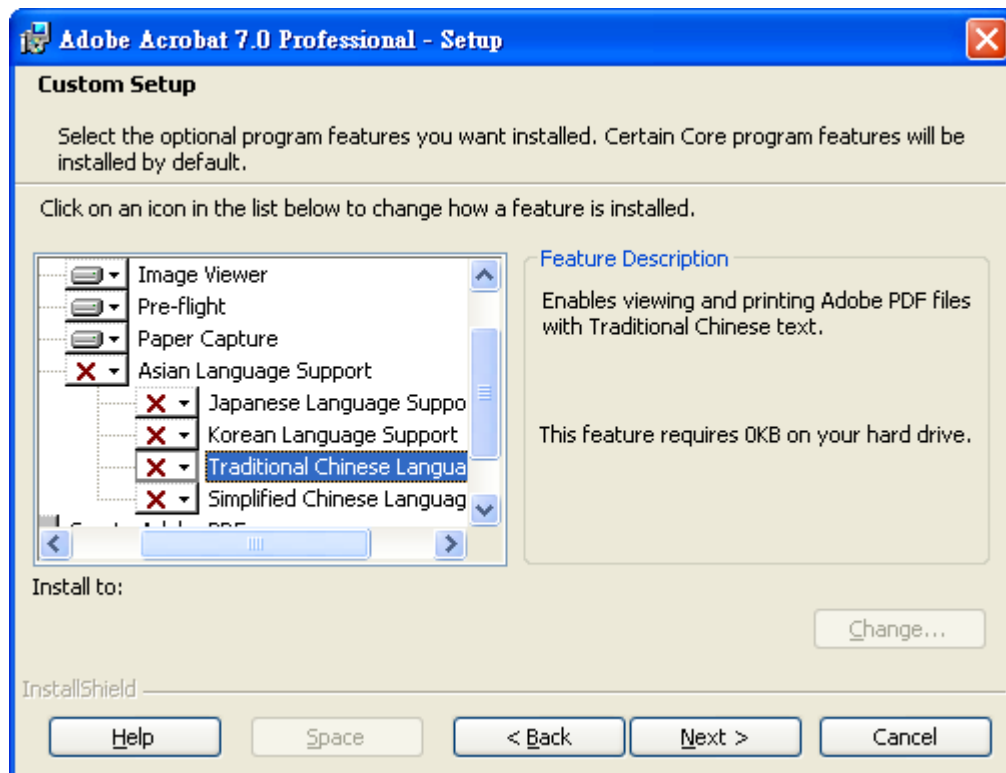 Adobe Acrobat 7.0 Professional - Setup
Custom Setup
Select the optional program features you want installed. Certain Core program features will be
installed by default.
Click on an icon in the list below to change how a feature is installed.
Image Viewer
Pre-flight
Paper Capture
Asian Language Support
Japanese Language Suppo
Korean Language Support
Traditional Chinese Langua
Simplified Chinese Languag
Feature Description
Enables viewing and printing Adobe PDF files
with Traditional Chinese text.
This feature requires 0KB on your hard drive.
Install to:
Change...
InstallShield
Help
Space
< Back
Next >
Cancel